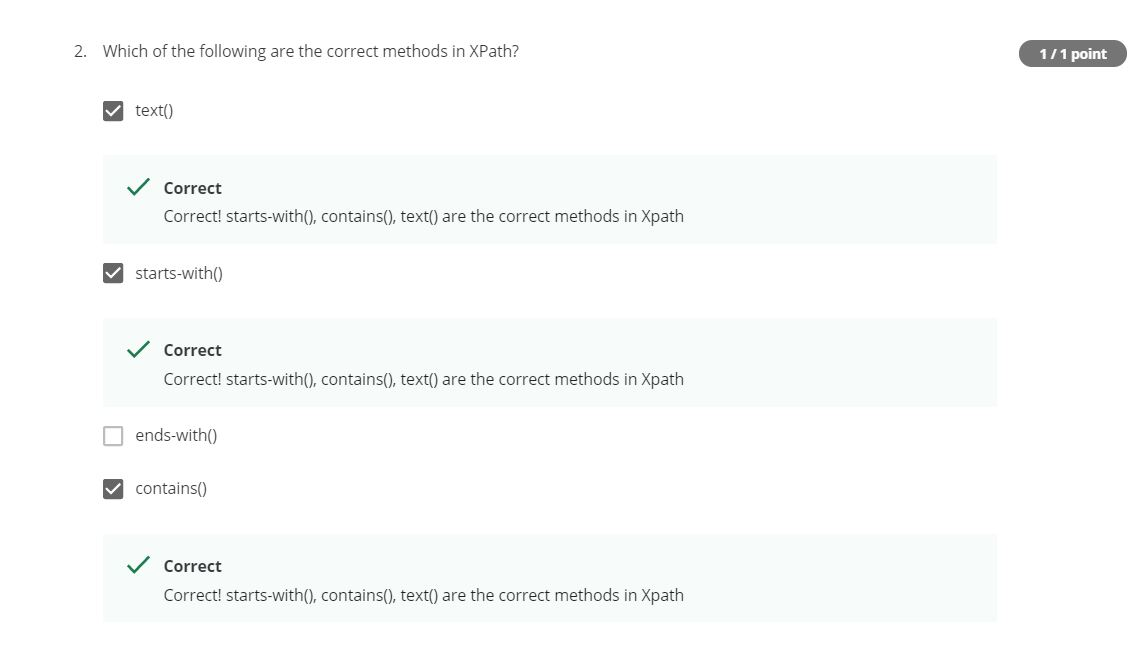 2. Which of the following are the correct methods in XPath?
1 / 1 point
text()
Correct
Correct! starts-with(), contains(), text() are the correct methods in Xpath
starts-with()
Correct
Correct! starts-with(), contains(), text() are the correct methods in Xpath
ends-with()
contains()
Correct
Correct! starts-with(), contains(), text() are the correct methods in Xpath